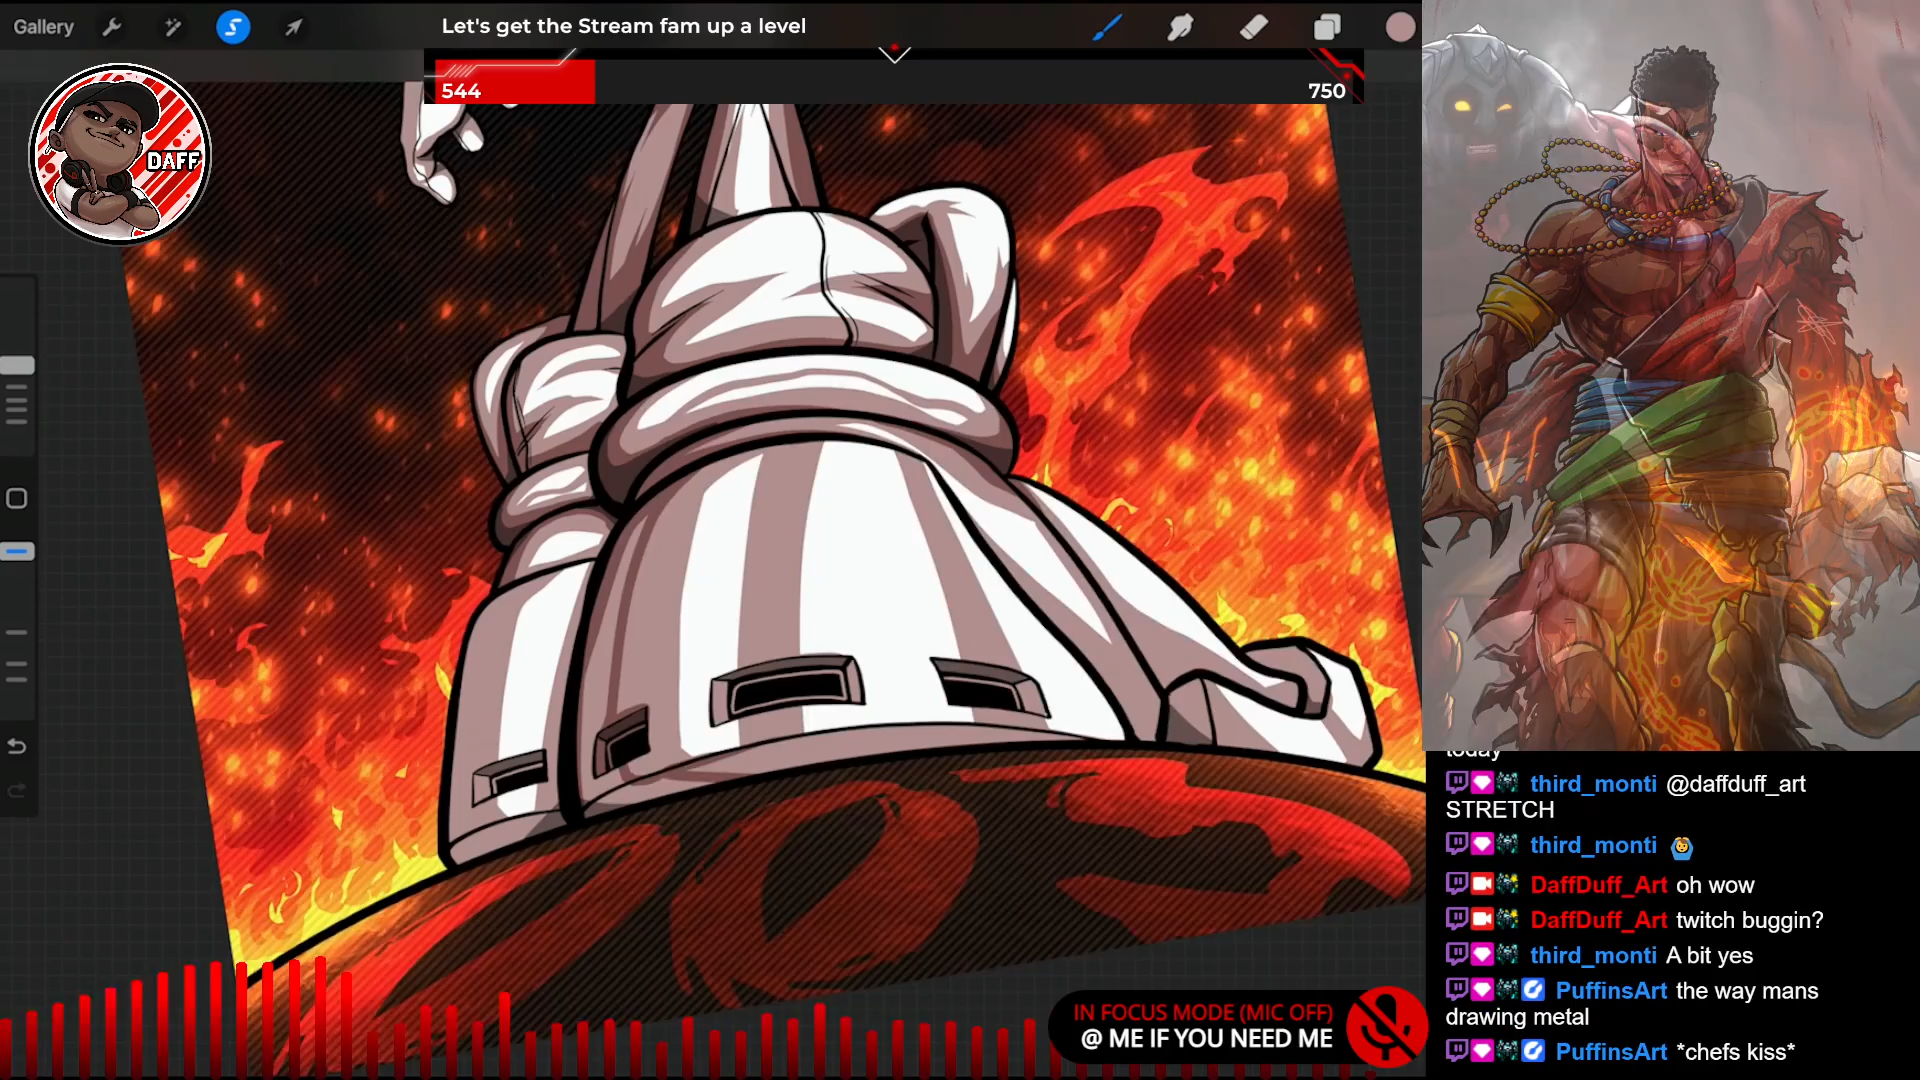 Gallery
Let's get the Stream fam up a level
544
750
DAFF
today
third_monti @daffduff_art
STRETCH
third_monti 🙆
DaffDuff_Art oh wow
DaffDuff_Art twitch buggin?
third_monti A bit yes
PuffinsArt the way mans
drawing metal
PuffinsArt *chefs kiss*
IN FOCUS MODE (MIC OFF)
@ ME IF YOU NEED ME